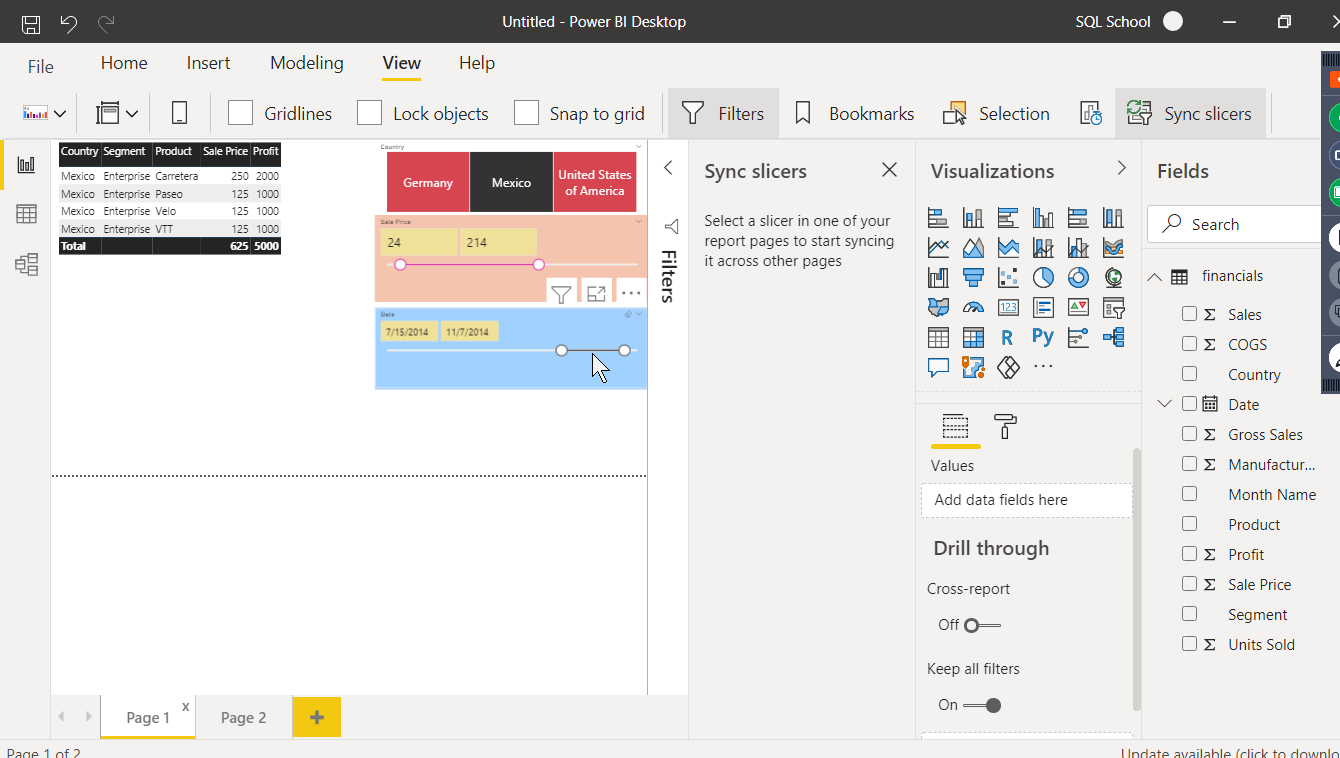 Untitled - Power BI Desktop
SQL School
File
Home
Insert
Modeling
View
Help
Gridlines
Lock objects
Snap to grid
Filters
Bookmarks
Selection
Sync slicers
Country Segment Product Sale Price Profit
Mexico Enterprise Carretera 250 2000
Mexico Enterprise Paseo 125 1000
Mexico Enterprise Velo 125 1000
Mexico Enterprise VTT 125 1000
Total 625 5000
Country
Germany
Mexico
United States
of America
Sale Price
24
214
Date
7/15/2014
11/7/2014
Filters
Sync slicers
Select a slicer in one of your
report pages to start syncing
it across other pages
Visualizations
123
R
Py
Values
Add data fields here
Drill through
Cross-report
Off
Keep all filters
On
Fields
Search
financials
Σ Sales
Σ COGS
Country
Date
Σ Gross Sales
Σ Manufactur...
Month Name
Product
Σ Profit
Σ Sale Price
Segment
Σ Units Sold
Page 1 x
Page 2
+
Page 1 of 2
Update available (click to downlo